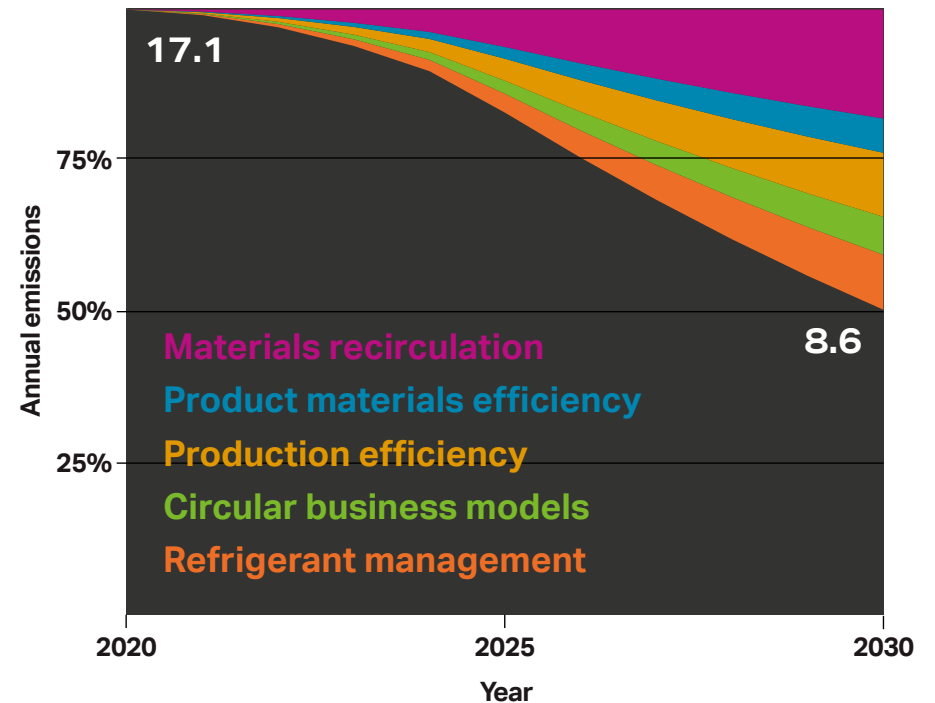 17.1
75%
50%
25%
Annual emissions
8.6
Materials recirculation
Product materials efficiency
Production efficiency
Circular business models
Refrigerant management
2020
2025
2030
Year